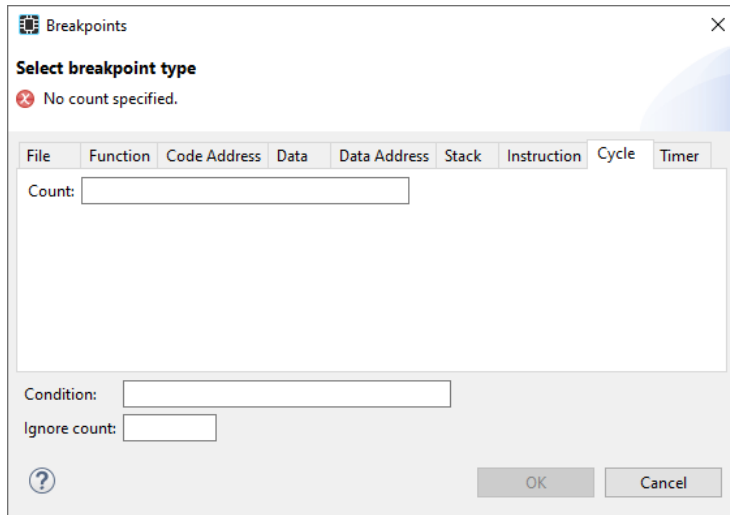 Breakpoints
Select breakpoint type
No count specified.
File Function Code Address Data Data Address Stack Instruction Cycle Timer
Count:
Condition:
Ignore count:
? OK Cancel